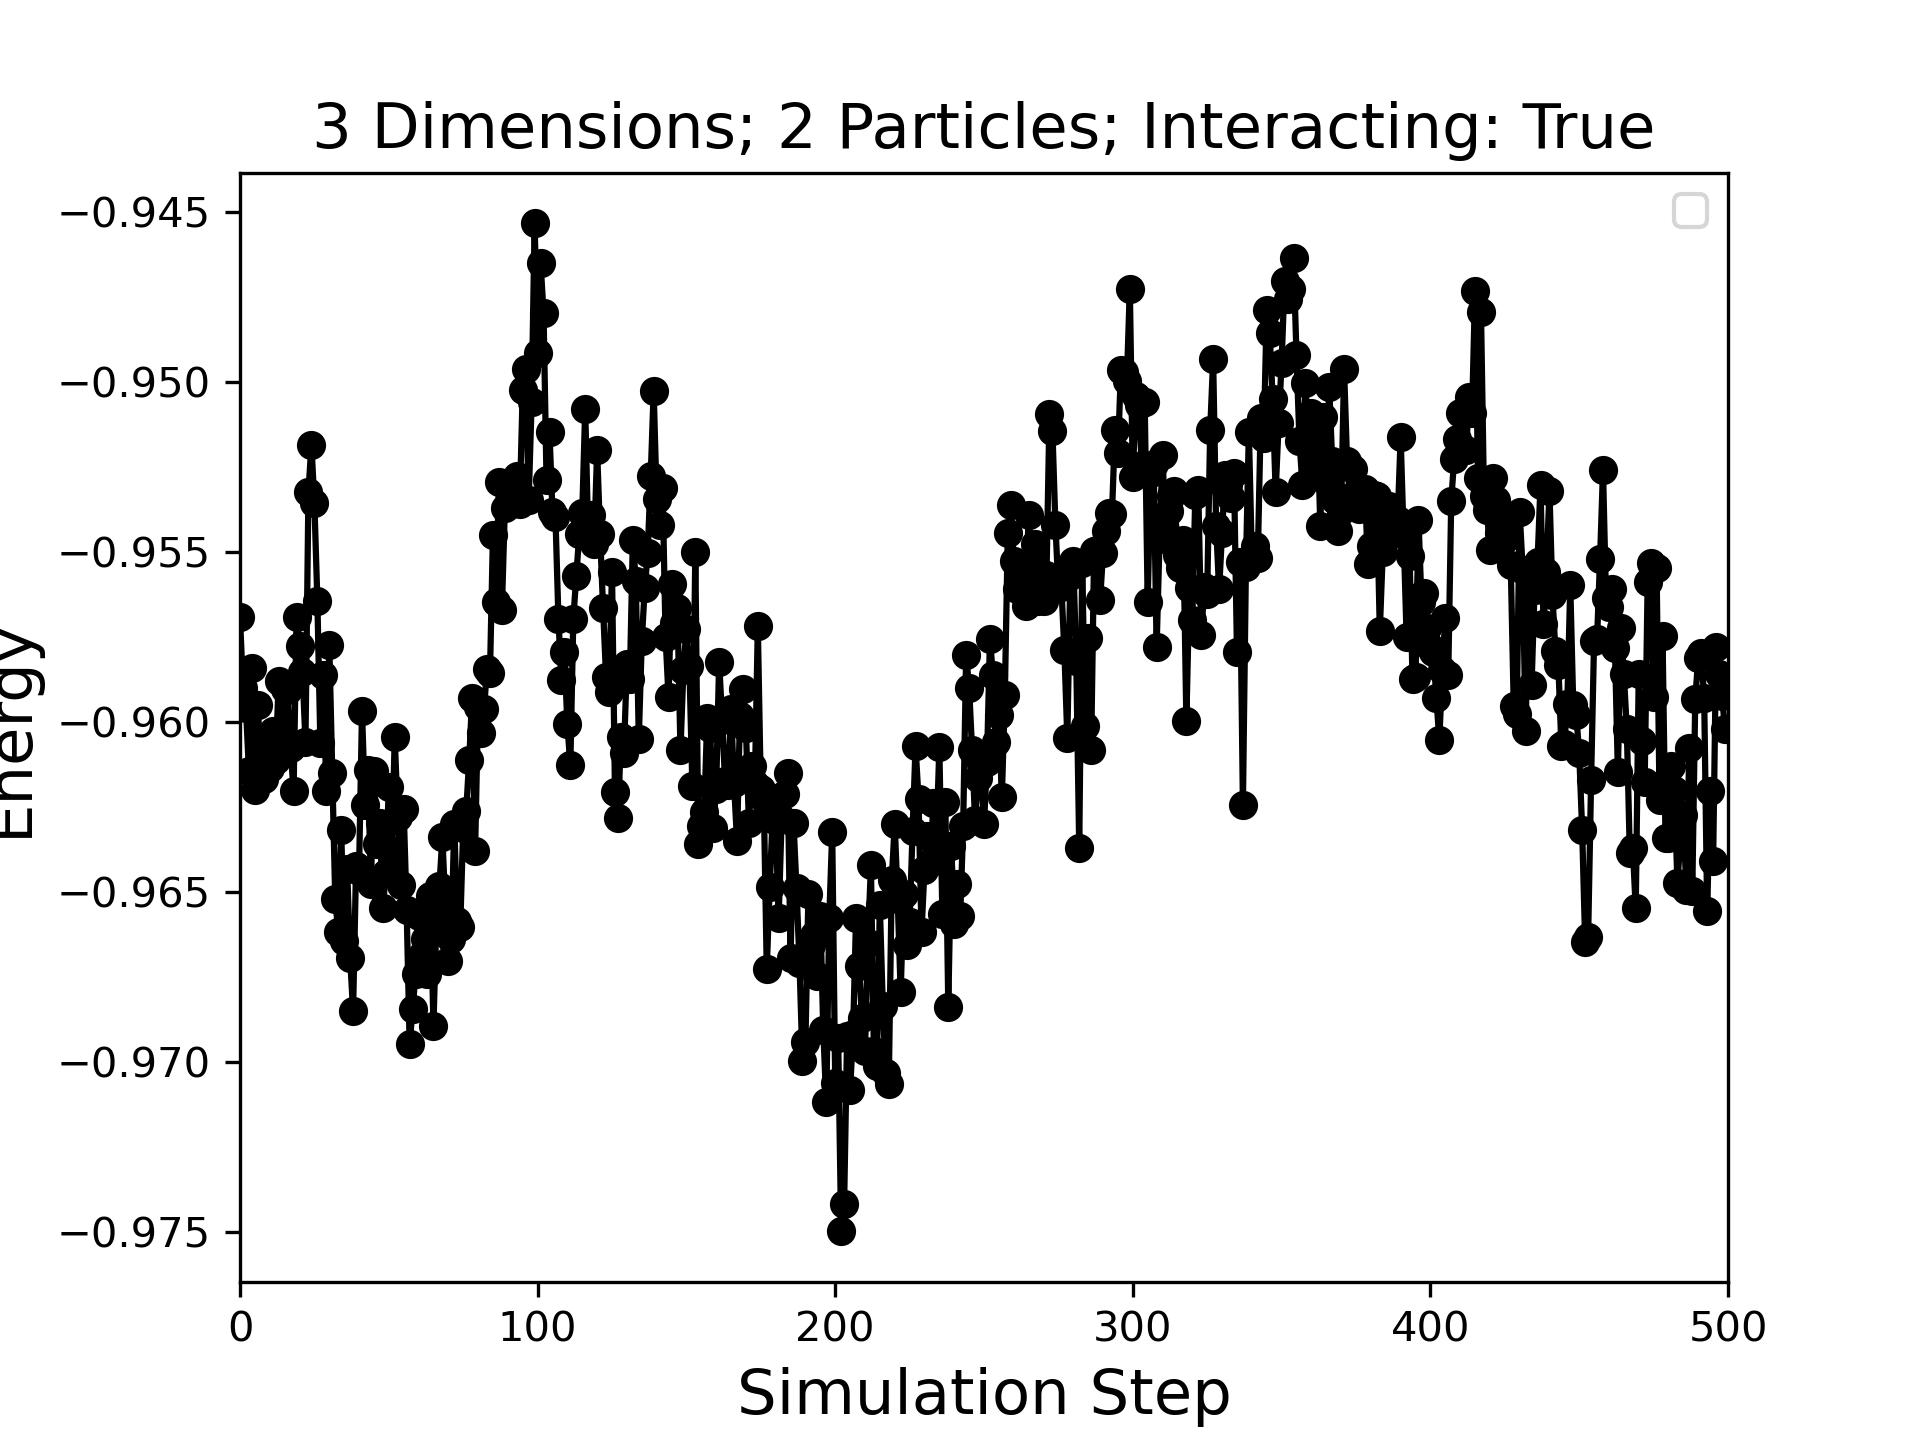 3 Dimensions; 2 Particles; Interacting: True
−0.945
−0.950
−0.955
−0.960
−0.965
−0.970
−0.975
Energy
0 100 200 300 400 500
Simulation Step